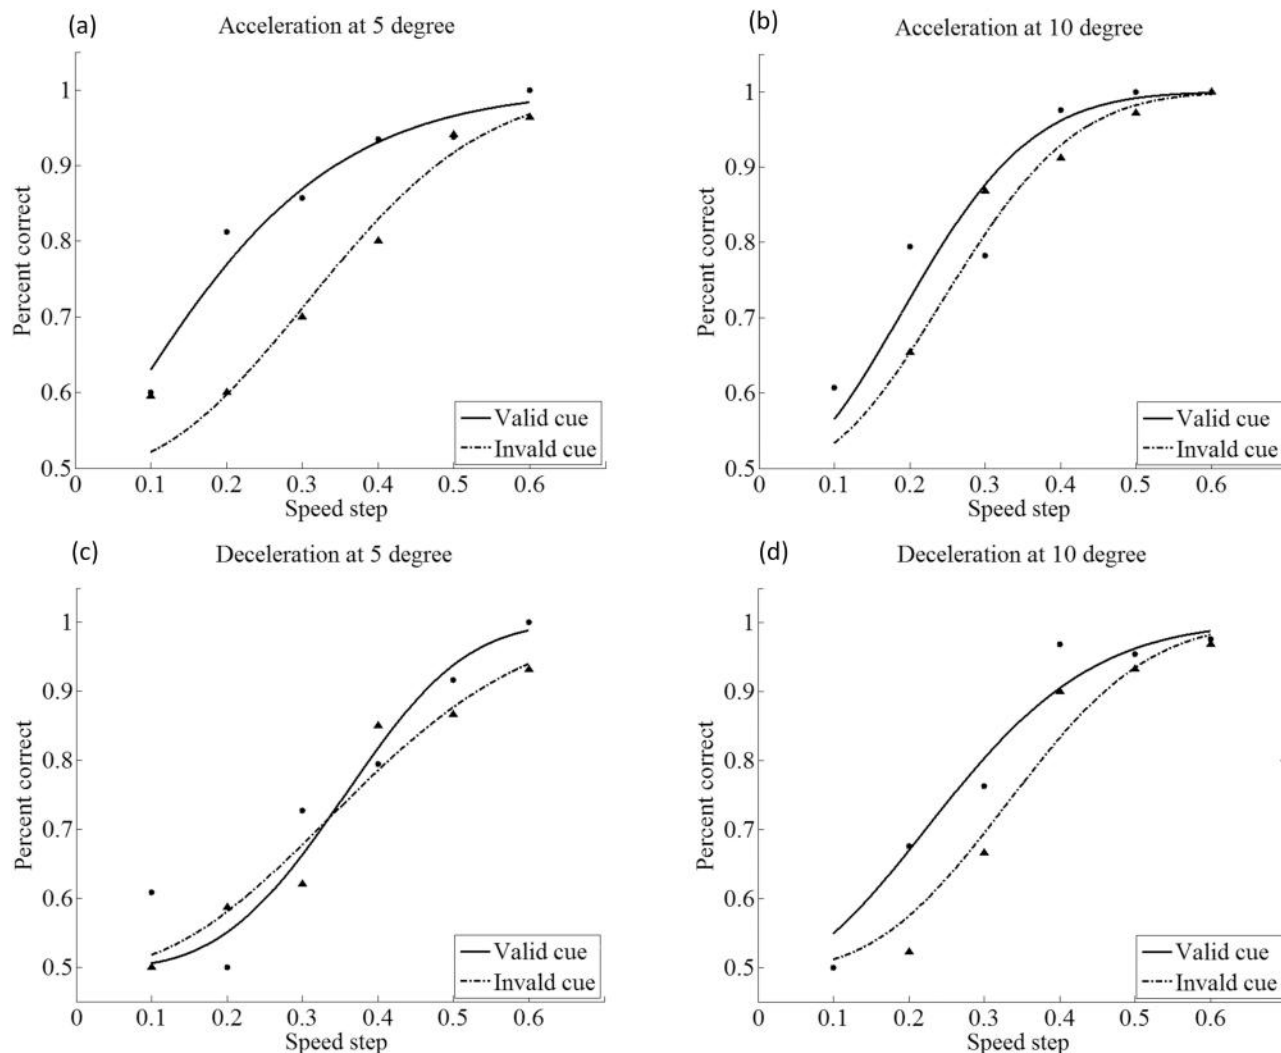 (a)
Acceleration at 5 degree
Percent correct
1
0.9
0.8
0.7
0.6
0.5
0
0.1
0.2
0.3
0.4
0.5
0.6
Speed step
Valid cue
Invald cue
(b)
Acceleration at 10 degree
Percent correct
1
0.9
0.8
0.7
0.6
0.5
0
0.1
0.2
0.3
0.4
0.5
0.6
Speed step
Valid cue
Invald cue
(c)
Deceleration at 5 degree
Percent correct
1
0.9
0.8
0.7
0.6
0.5
0
0.1
0.2
0.3
0.4
0.5
0.6
Speed step
Valid cue
Invald cue
(d)
Deceleration at 10 degree
Percent correct
1
0.9
0.8
0.7
0.6
0.5
0
0.1
0.2
0.3
0.4
0.5
0.6
Speed step
Valid cue
Invald cue